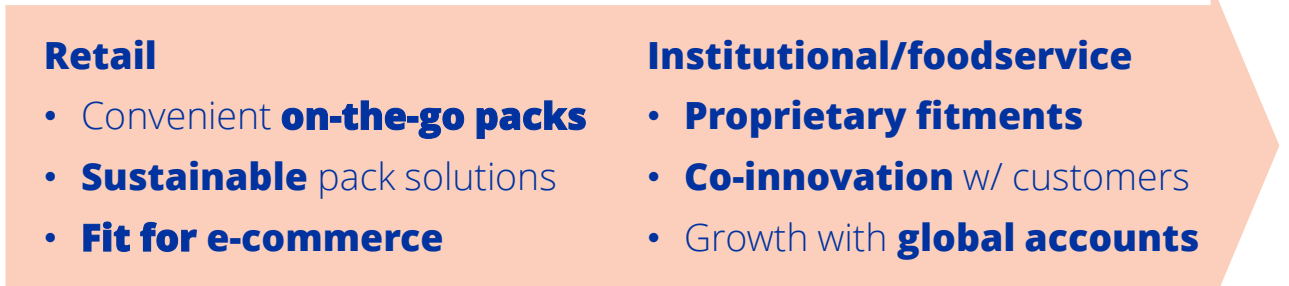 Retail
• Convenient on-the-go packs
• Sustainable pack solutions
• Fit for e-commerce
Institutional/foodservice
• Proprietary fitments
• Co-innovation w/ customers
• Growth with global accounts